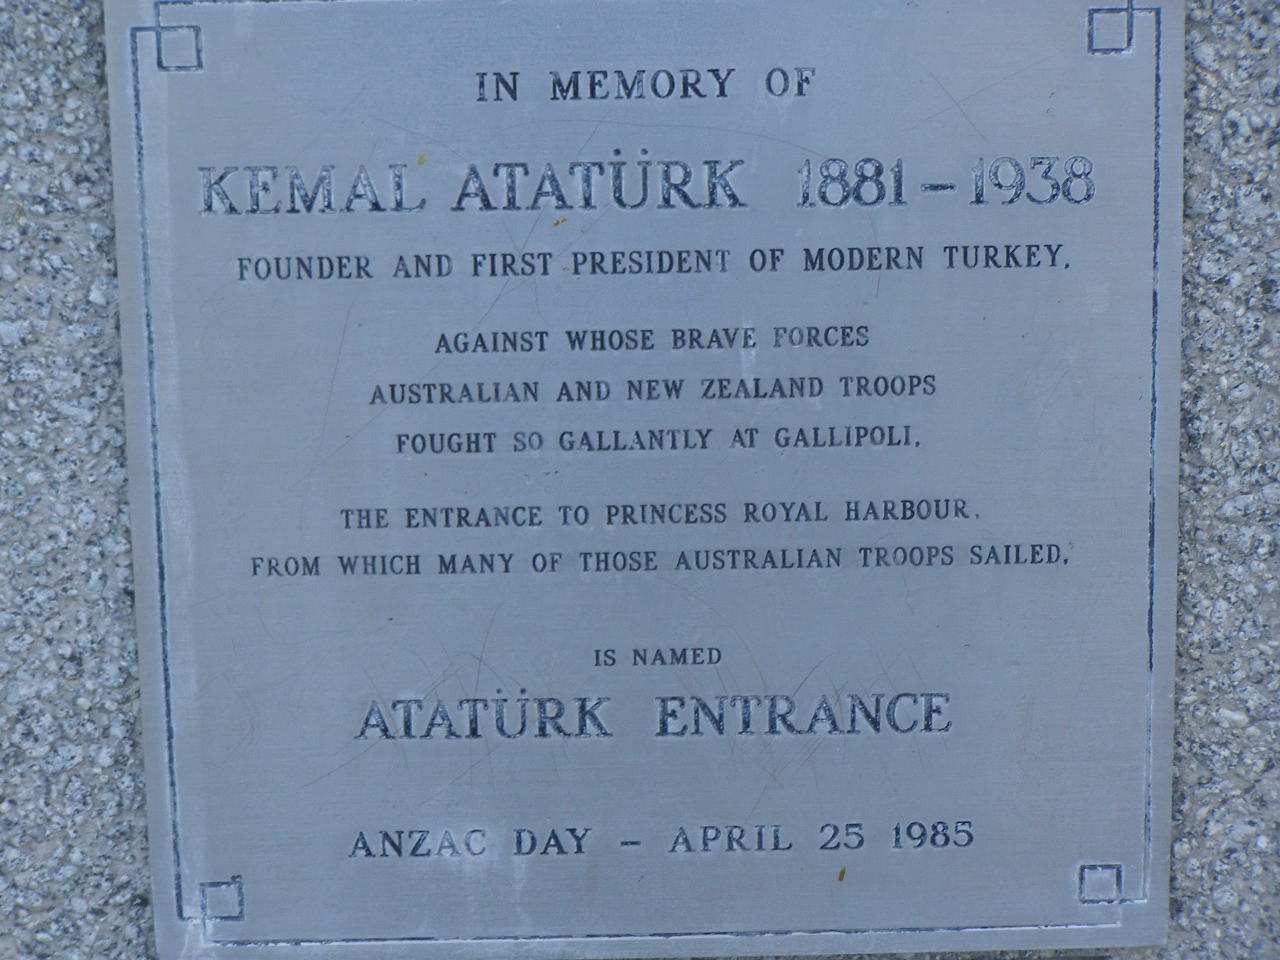 IN MEMORY OF
KEMAL ATATÜRK 1881 – 1938
FOUNDER AND FIRST PRESIDENT OF MODERN TURKEY.
AGAINST WHOSE BRAVE FORCES
AUSTRALIAN AND NEW ZEALAND TROOPS
FOUGHT SO GALLANTLY AT GALLIPOLI.
THE ENTRANCE TO PRINCESS ROYAL HARBOUR,
FROM WHICH MANY OF THOSE AUSTRALIAN TROOPS SAILED,
IS NAMED
ATATÜRK ENTRANCE
ANZAC DAY – APRIL 25 1985